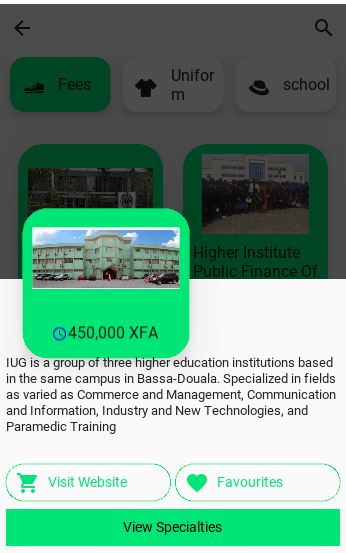 Fees
Unifor
m
school
Higher Institute
Public Finance Of
450,000 XFA
IUG is a group of three higher education institutions based
in the same campus in Bassa-Douala. Specialized in fields
as varied as Commerce and Management, Communication
and Information, Industry and New Technologies, and
Paramedic Training
Visit Website
Favourites
View Specialties